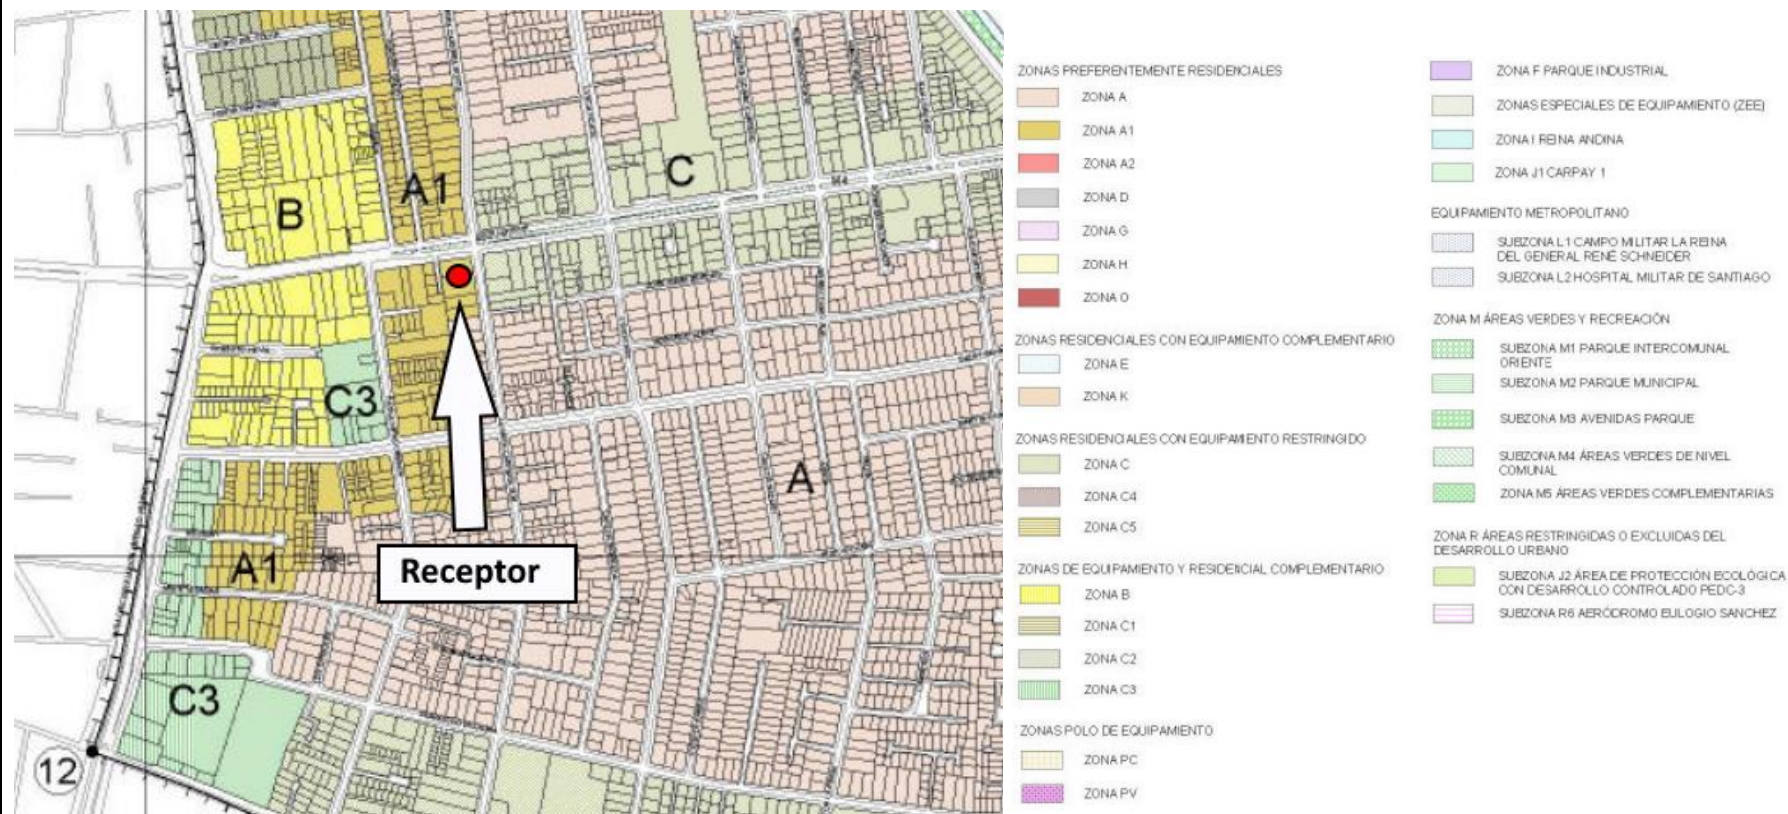 B
A1
C
M4
C3
A
A1
Receptor
C3
12
ZONAS PREFERENTEMENTE RESIDENCIALES
ZONA A
ZONA A1
ZONA A2
ZONA D
ZONA G
ZONA H
ZONA O
ZONAS RESIDENCIALES CON EQUIPAMIENTO COMPLEMENTARIO
ZONA E
ZONA K
ZONAS RESIDENCIALES CON EQUIPAMIENTO RESTRINGIDO
ZONA C
ZONA C4
ZONA C5
ZONAS DE EQUIPAMIENTO Y RESIDENCIAL COMPLEMENTARIO
ZONA B
ZONA C1
ZONA C2
ZONA C3
ZONAS POLO DE EQUIPAMIENTO
ZONA PC
ZONA PV
ZONA F PARQUE INDUSTRIAL
ZONAS ESPECIALES DE EQUIPAMIENTO (ZEE)
ZONA I REINA ANDINA
ZONA J1 CARPAY 1
EQUIPAMIENTO METROPOLITANO
SUBZONA L1 CAMPO MILITAR LA REINA
DEL GENERAL RENE SCHNEIDER
SUBZONA L2 HOSPITAL MILITAR DE SANTIAGO
ZONA M ÁREAS VERDES Y RECREACIÓN
SUBZONA M1 PARQUE INTERCOMUNAL
ORIENTE
SUBZONA M2 PARQUE MUNICIPAL
SUBZONA M3 AVENIDAS PARQUE
SUBZONA M4 ÁREAS VERDES DE NIVEL
COMUNAL
ZONA M5 ÁREAS VERDES COMPLEMENTARIAS
ZONA R ÁREAS RESTRINGIDAS O EXCLUIDAS DEL
DESARROLLO URBANO
SUBZONA J2 ÁREA DE PROTECCIÓN ECOLÓGICA
CON DESARROLLO CONTROLADO PEDC-3
SUBZONA R6 AERÓDROMO EULOGIO SANCHEZ